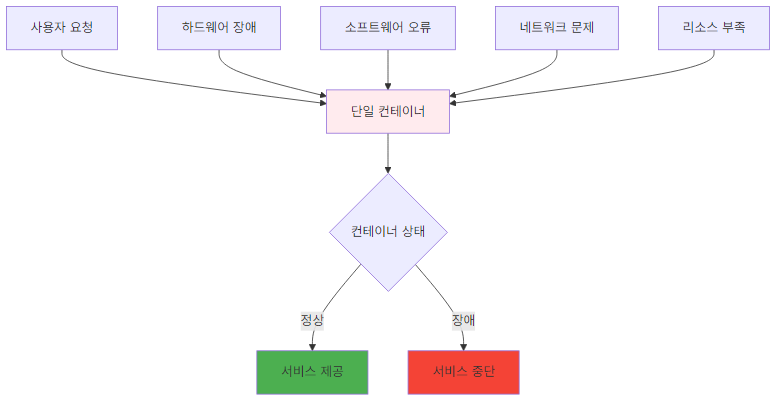 사용자 요청
하드웨어 장애
소프트웨어 오류
네트워크 문제
리소스 부족
단일 컨테이너
컨테이너 상태
정상
장애
서비스 제공
서비스 중단